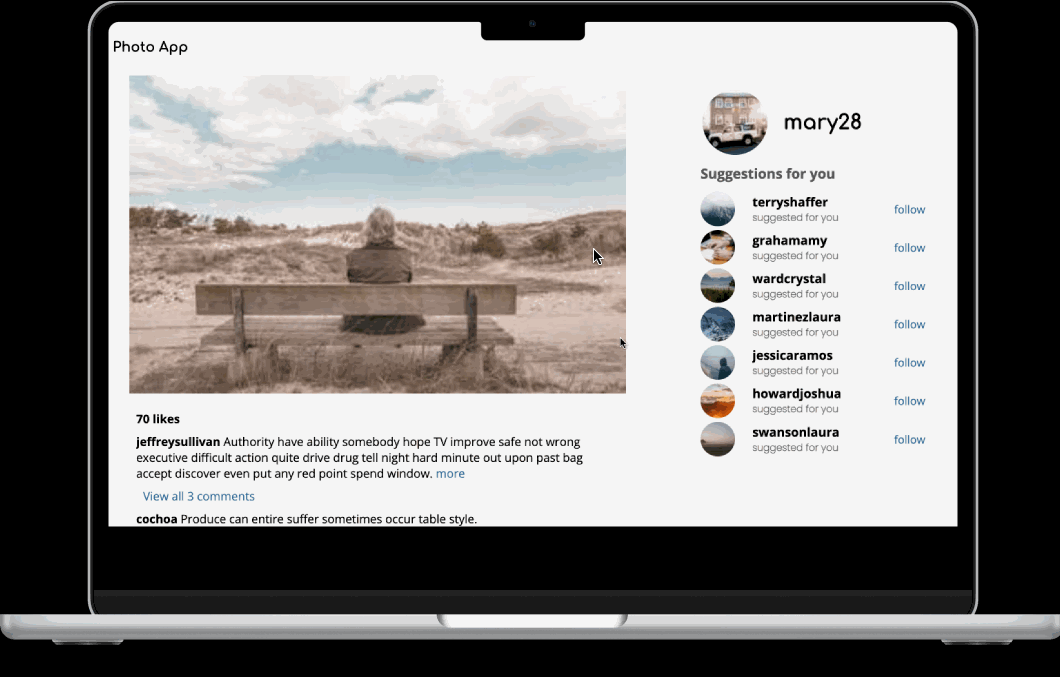 Photo App
mary28
Suggestions for you
terryshaffer
suggested for you
follow
grahamamy
suggested for you
follow
wardcrystal
suggested for you
follow
martinezlaura
suggested for you
follow
jessicaramos
suggested for you
follow
howardjoshua
suggested for you
follow
swansonlaura
suggested for you
follow
70 likes
jeffreysullivan Authority have ability somebody hope TV improve safe not wrong
executive difficult action quite drive drug tell night hard minute out upon past bag
accept discover even put any red point spend window. more
View all 3 comments
cochoa Produce can entire suffer sometimes occur table style.